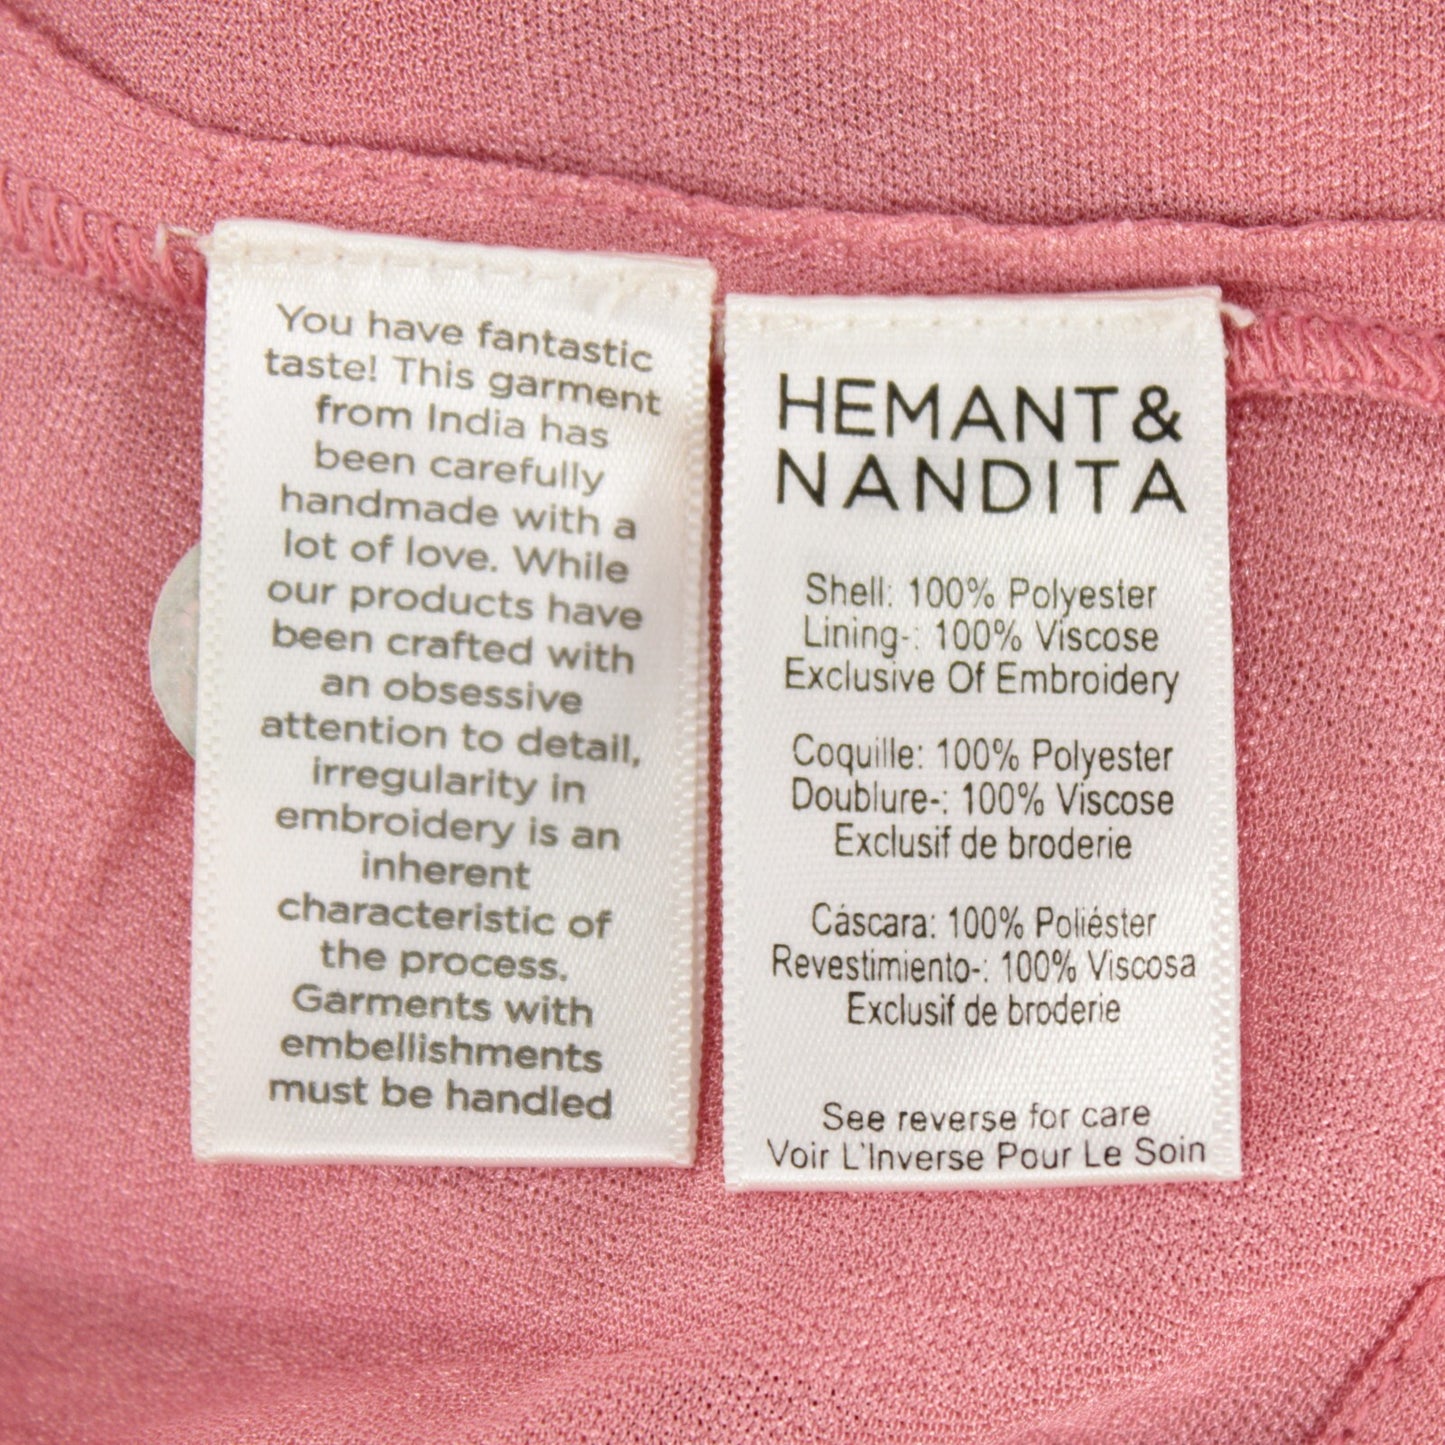 You have fantastic
taste! This garment
from India has
been carefully
handmade with a
lot of love. While
our products have
been crafted with
an obsessive
attention to detail,
irregularity in
embroidery is an
inherent
characteristic of
the process.
Garments with
embellishments
must be handled
HEMANT &
NANDITA
Shell: 100% Polyester
Lining-: 100% Viscose
Exclusive Of Embroidery
Coquille: 100% Polyester
Doublure-: 100% Viscose
Exclusif de broderie
Cáscara: 100% Poliéster
Revestimiento-: 100% Viscosa
Exclusif de broderie
See reverse for care
Voir L'Inverse Pour Le Soin